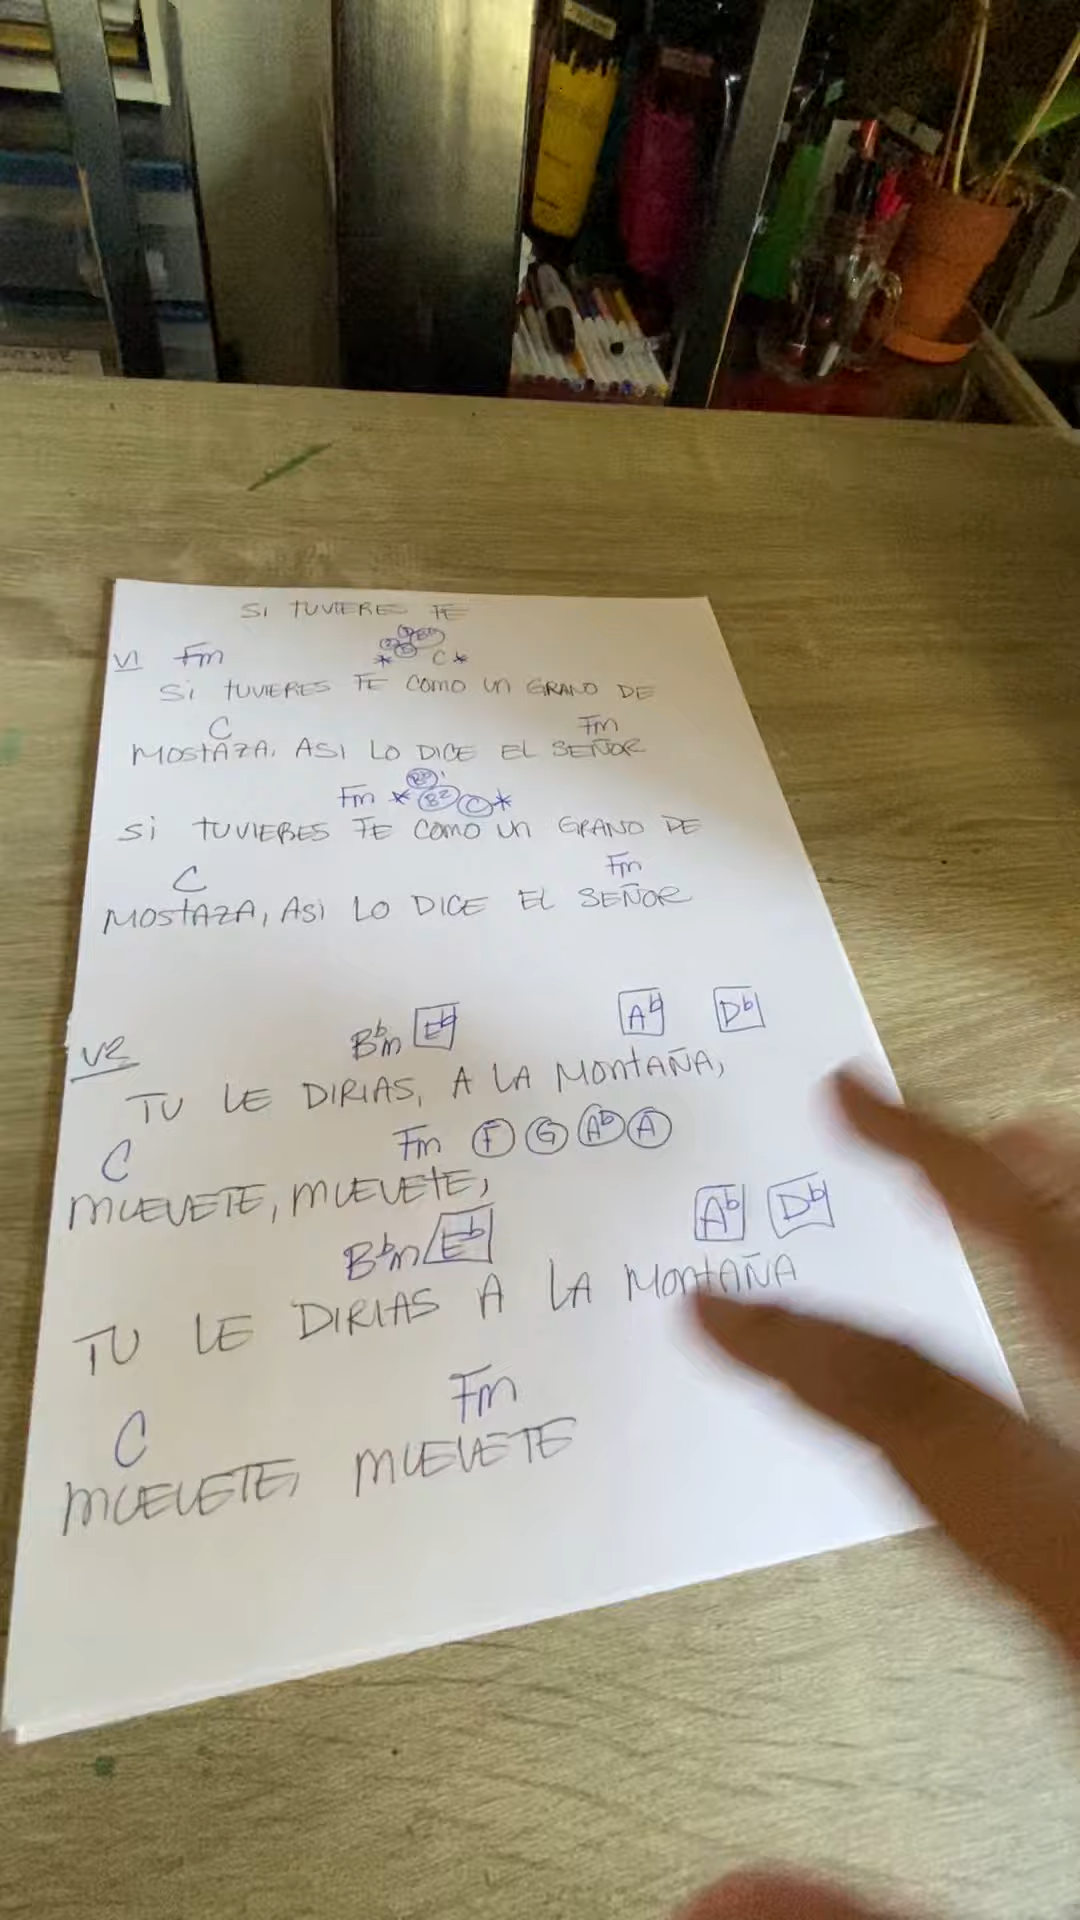 SI TUVIERES FE
V1 Fm
* C *
SI TUVIERES FE COMO UN GRANO DE
C Fm
MOSTAZA, ASI LO DICE EL SEÑOR
Fm * C *
SI TUVIERES FE COMO UN GRANO DE
C Fm
MOSTAZA, ASI LO DICE EL SEÑOR
V2 Bbm Eb Ab Db
TU LE DIRIAS, A LA MONTAÑA,
C Fm F G Ab A
MUEVETE, MUEVETE,
Bbm Eb Ab Db
TU LE DIRIAS A LA MONTAÑA
C Fm
MUEVETE, MUEVETE